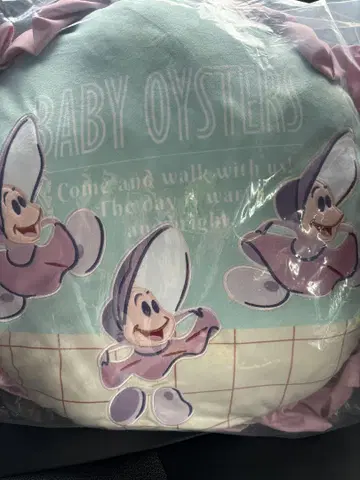 BABY OYSTERS
Come and walk with us!
The day is warm
and bright